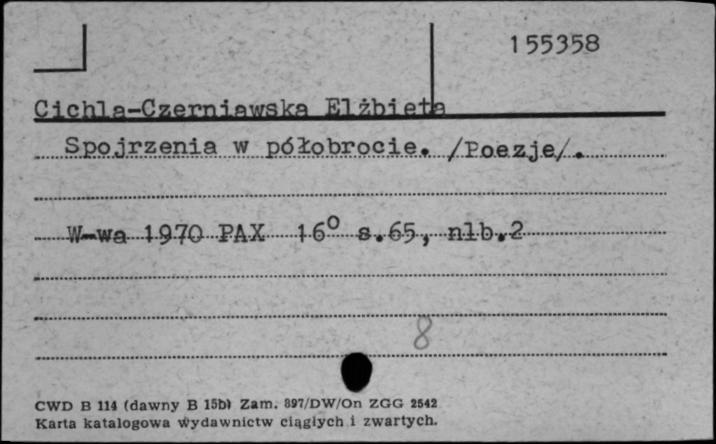 155358
Cichla-Czerniawska Elżbieta
Spojrzenia w półobrocie. /Poezje/.
W-wa 1970 PAX 16° s.65, nlb.2
8
CWD B 114 (dawny B 15b) Zam. 897/DW/On ZGG 2542
Karta katalogowa wydawnictw ciągłych i zwartych.